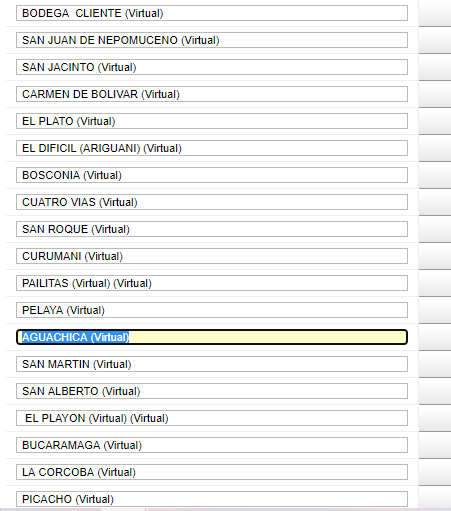 BODEGA  CLIENTE (Virtual)
SAN JUAN DE NEPOMUCENO (Virtual)
SAN JACINTO (Virtual)
CARMEN DE BOLIVAR (Virtual)
EL PLATO (Virtual)
EL DIFICIL (ARIGUANI) (Virtual)
BOSCONIA (Virtual)
CUATRO VIAS (Virtual)
SAN ROQUE (Virtual)
CURUMANI (Virtual)
PAILITAS (Virtual) (Virtual)
PELAYA (Virtual)
AGUACHICA (Virtual)
SAN MARTIN (Virtual)
SAN ALBERTO (Virtual)
EL PLAYON (Virtual) (Virtual)
BUCARAMAGA (Virtual)
LA CORCOBA (Virtual)
PICACHO (Virtual)